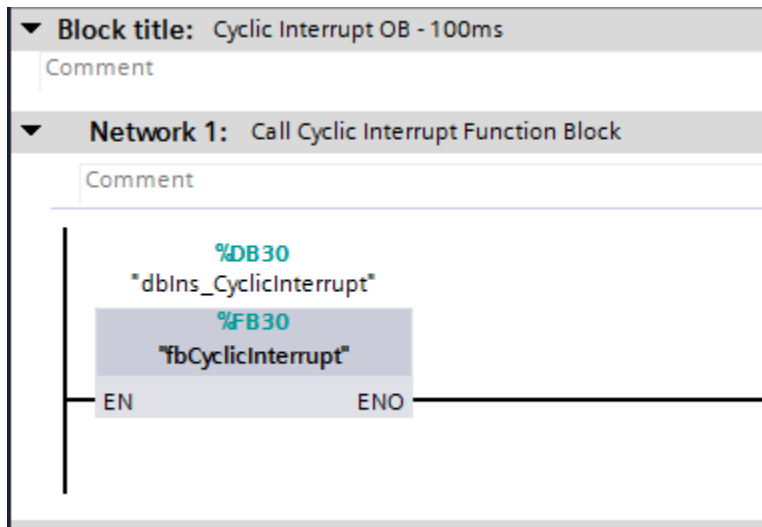 Block title: Cyclic Interrupt OB - 100ms
Comment
Network 1: Call Cyclic Interrupt Function Block
Comment
%DB30
"dbIns_CyclicInterrupt"
%FB30
"fbCyclicInterrupt"
EN ENO